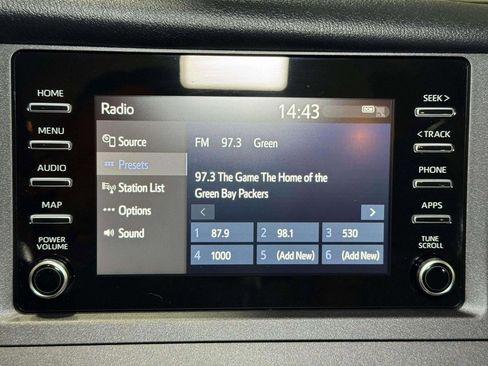 HOME
MENU
AUDIO
MAP
POWER
VOLUME
Radio
14:43
DCM
Source
Presets
Station List
Options
Sound
FM 97.3 Green
97.3 The Game The Home of the
Green Bay Packers
< >
1 87.9 2 98.1 3 530
4 1000 5 (Add New) 6 (Add New)
SEEK >
< TRACK
PHONE
APPS
TUNE
SCROLL